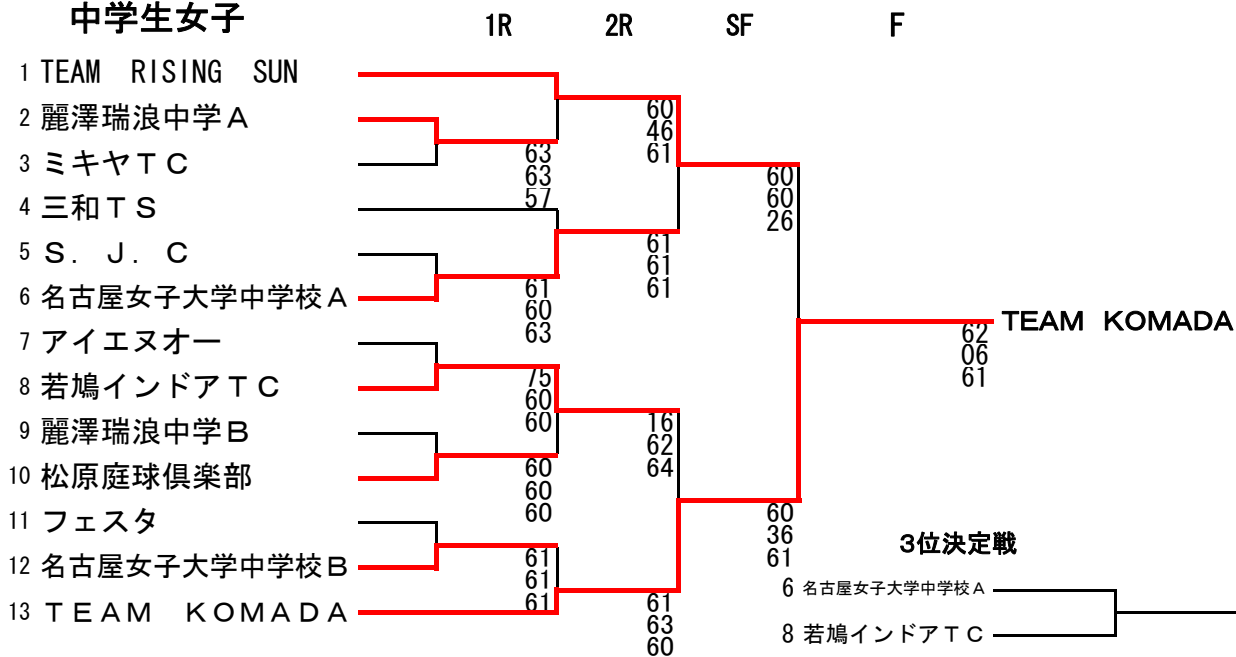 中学生女子 1R 2R SF F
1 TEAM RISING SUN
2 麗澤瑞浪中学A
3 ミキヤTC
4 三和TS
5 S. J. C
6 名古屋女子大学中学校A
7 アイエヌオー
8 若鳩インドアTC
9 麗澤瑞浪中学B
10 松原庭球倶楽部
11 フェスタ
12 名古屋女子大学中学校B
13 TEAM KOMADA
63
63
57
61
60
63
75
60
60
60
60
60
61
61
61
60
46
61
61
61
61
16
62
64
61
63
60
60
60
26
60
36
61
62
06
61
TEAM KOMADA
3位決定戦
6 名古屋女子大学中学校A
8 若鳩インドアTC